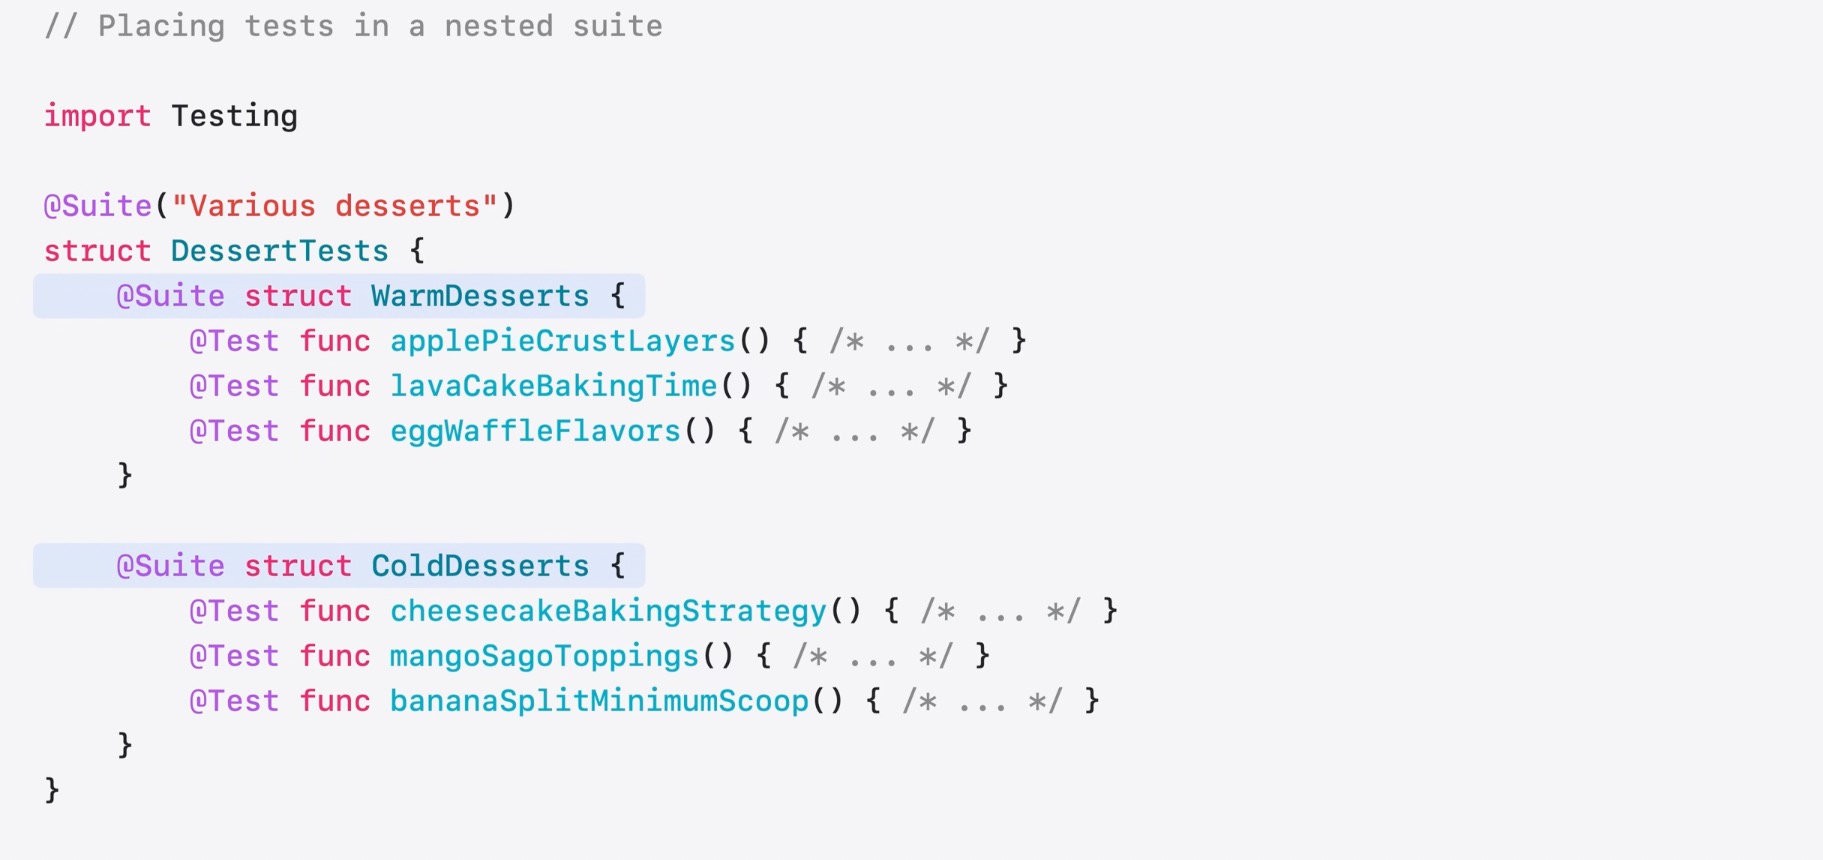 // Placing tests in a nested suite
import Testing
@Suite("Various desserts")
struct DessertTests {
    @Suite struct WarmDesserts {
        @Test func applePieCrustLayers() { /* ... */ }
        @Test func lavaCakeBakingTime() { /* ... */ }
        @Test func eggWaffleFlavors() { /* ... */ }
    }
    @Suite struct ColdDesserts {
        @Test func cheesecakeBakingStrategy() { /* ... */ }
        @Test func mangoSagoToppings() { /* ... */ }
        @Test func bananaSplitMinimumScoop() { /* ... */ }
    }
}